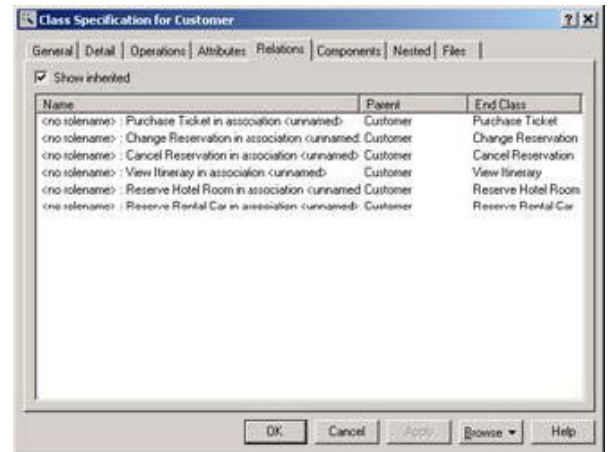 Class Specification for Customer
General Detail Operations Attributes Relations Components Nested Files
Show inherited
Name Parent End Class
<no rolename> : Purchase Ticket in association <unnamed> Customer Purchase Ticket
<no rolename> : Change Reservation in association <unnamed. Customer Change Reservation
<no rolename> : Cancel Reservation in association <unnamed> Customer Cancel Reservation
<no rolename> : View Itinerary in association <unnamed> Customer View Itinerary
<no rolename> : Reserve Hotel Room in association <unnamed Customer Reserve Hotel Room
<no rolename> : Reserve Rental Car in association <unnamed> Customer Reserve Rental Car
OK Cancel Apply Browse Help